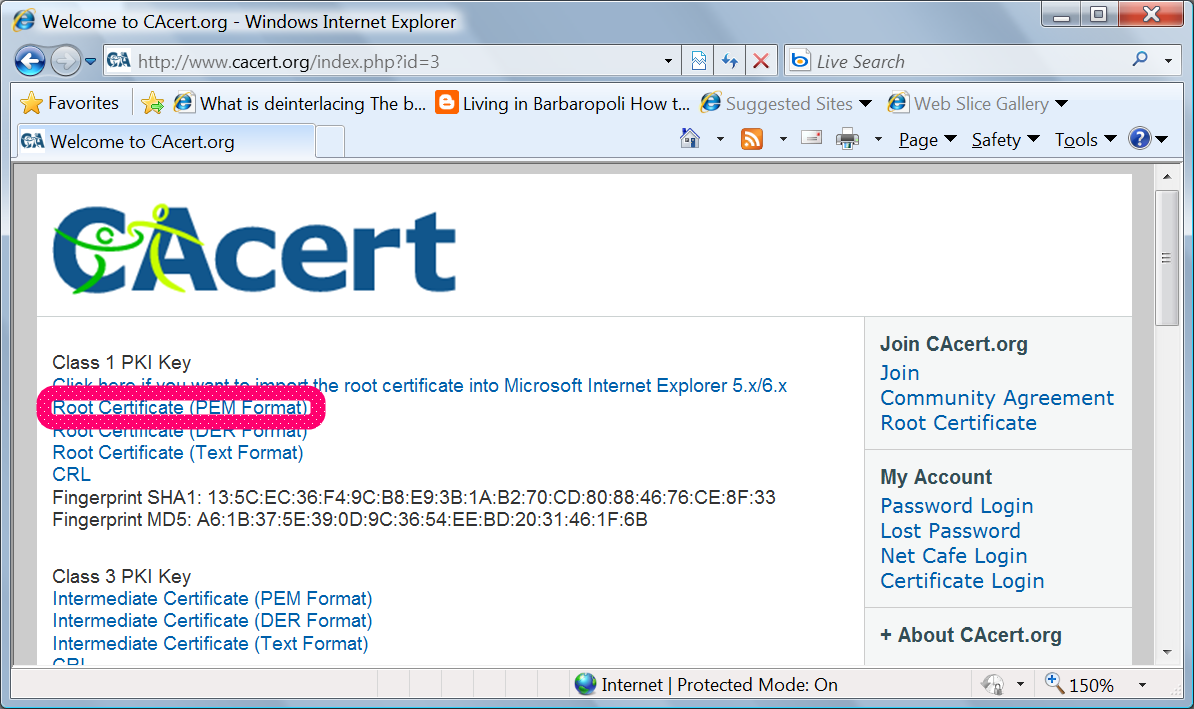 Welcome to CAcert.org - Windows Internet Explorer
http://www.cacert.org/index.php?id=3
Live Search
Favorites
What is deinterlacing The b...
Living in Barbaropoli How t...
Suggested Sites
Web Slice Gallery
Welcome to CAcert.org
Page
Safety
Tools
CAcert
Class 1 PKI Key
Click here if you want to import the root certificate into Microsoft Internet Explorer 5.x/6.x
Root Certificate (PEM Format)
Root Certificate (DER Format)
Root Certificate (Text Format)
CRL
Fingerprint SHA1: 13:5C:EC:36:F4:9C:B8:E9:3B:1A:B2:70:CD:80:88:46:76:CE:8F:33
Fingerprint MD5: A6:1B:37:5E:39:0D:9C:36:54:EE:BD:20:31:46:1F:6B
Class 3 PKI Key
Intermediate Certificate (PEM Format)
Intermediate Certificate (DER Format)
Intermediate Certificate (Text Format)
CRL
Join CAcert.org
Join
Community Agreement
Root Certificate
My Account
Password Login
Lost Password
Net Cafe Login
Certificate Login
+ About CAcert.org
Internet | Protected Mode: On
150%